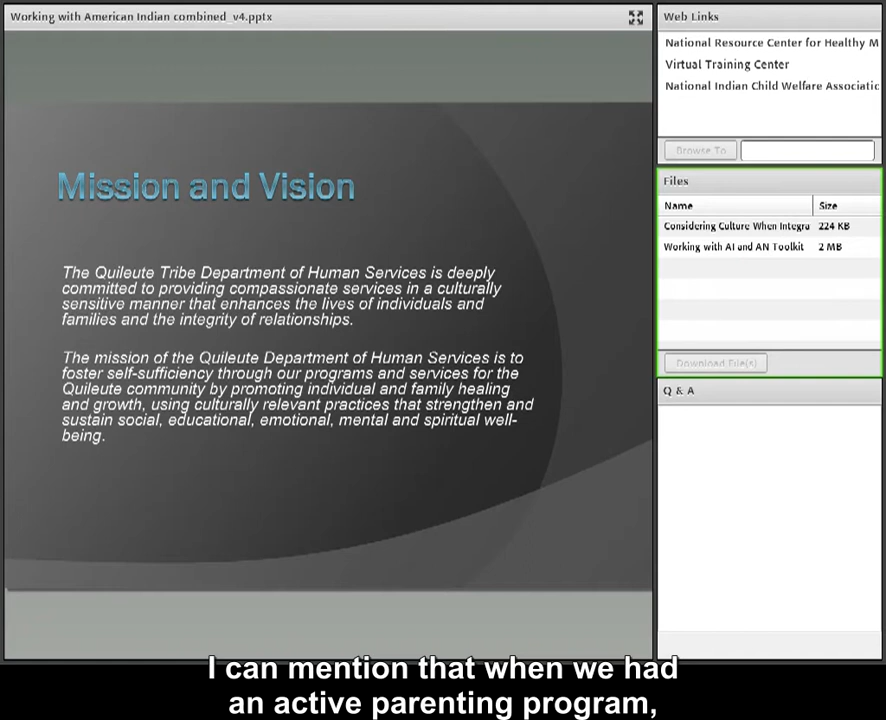 Working with American Indian combined_v4.pptx
Mission and Vision
The Quileute Tribe Department of Human Services is deeply
committed to providing compassionate services in a culturally
sensitive manner that enhances the lives of individuals and
families and the integrity of relationships.
The mission of the Quileute Department of Human Services is to
foster self-sufficiency through our programs and services for the
Quileute community by promoting individual and family healing
and growth, using culturally relevant practices that strengthen and
sustain social, educational, emotional, mental and spiritual well-
being.
Web Links
National Resource Center for Healthy M
Virtual Training Center
National Indian Child Welfare Associatic
Browse To
Files
Name Size
Considering Culture When Integra 224 KB
Working with AI and AN Toolkit 2 MB
Download File(s)
Q & A
I can mention that when we had
an active parenting program,